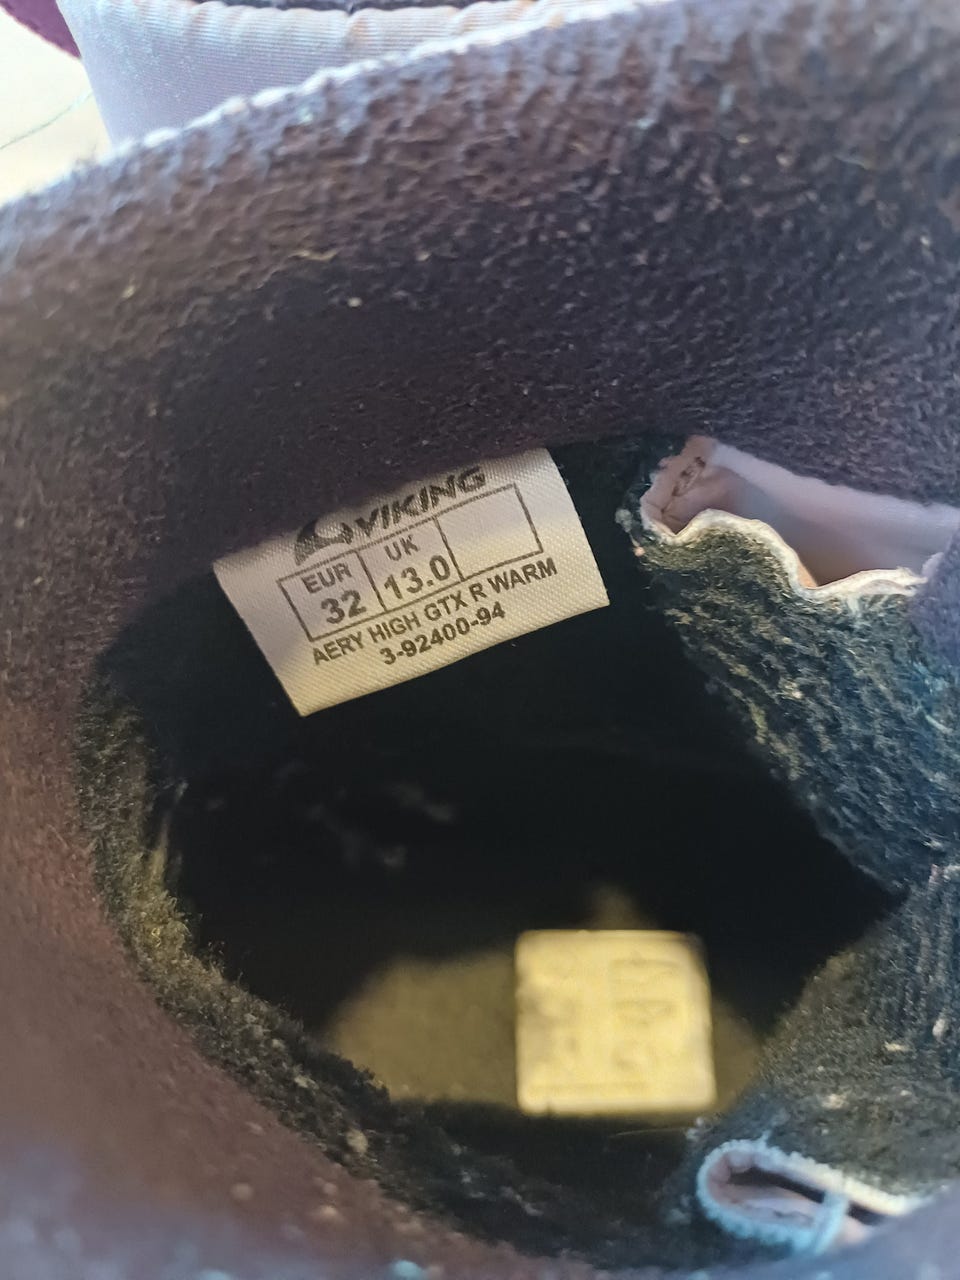 VIKING
EUR UK
32 13.0
AERY HIGH GTX R WARM
3-92400-94